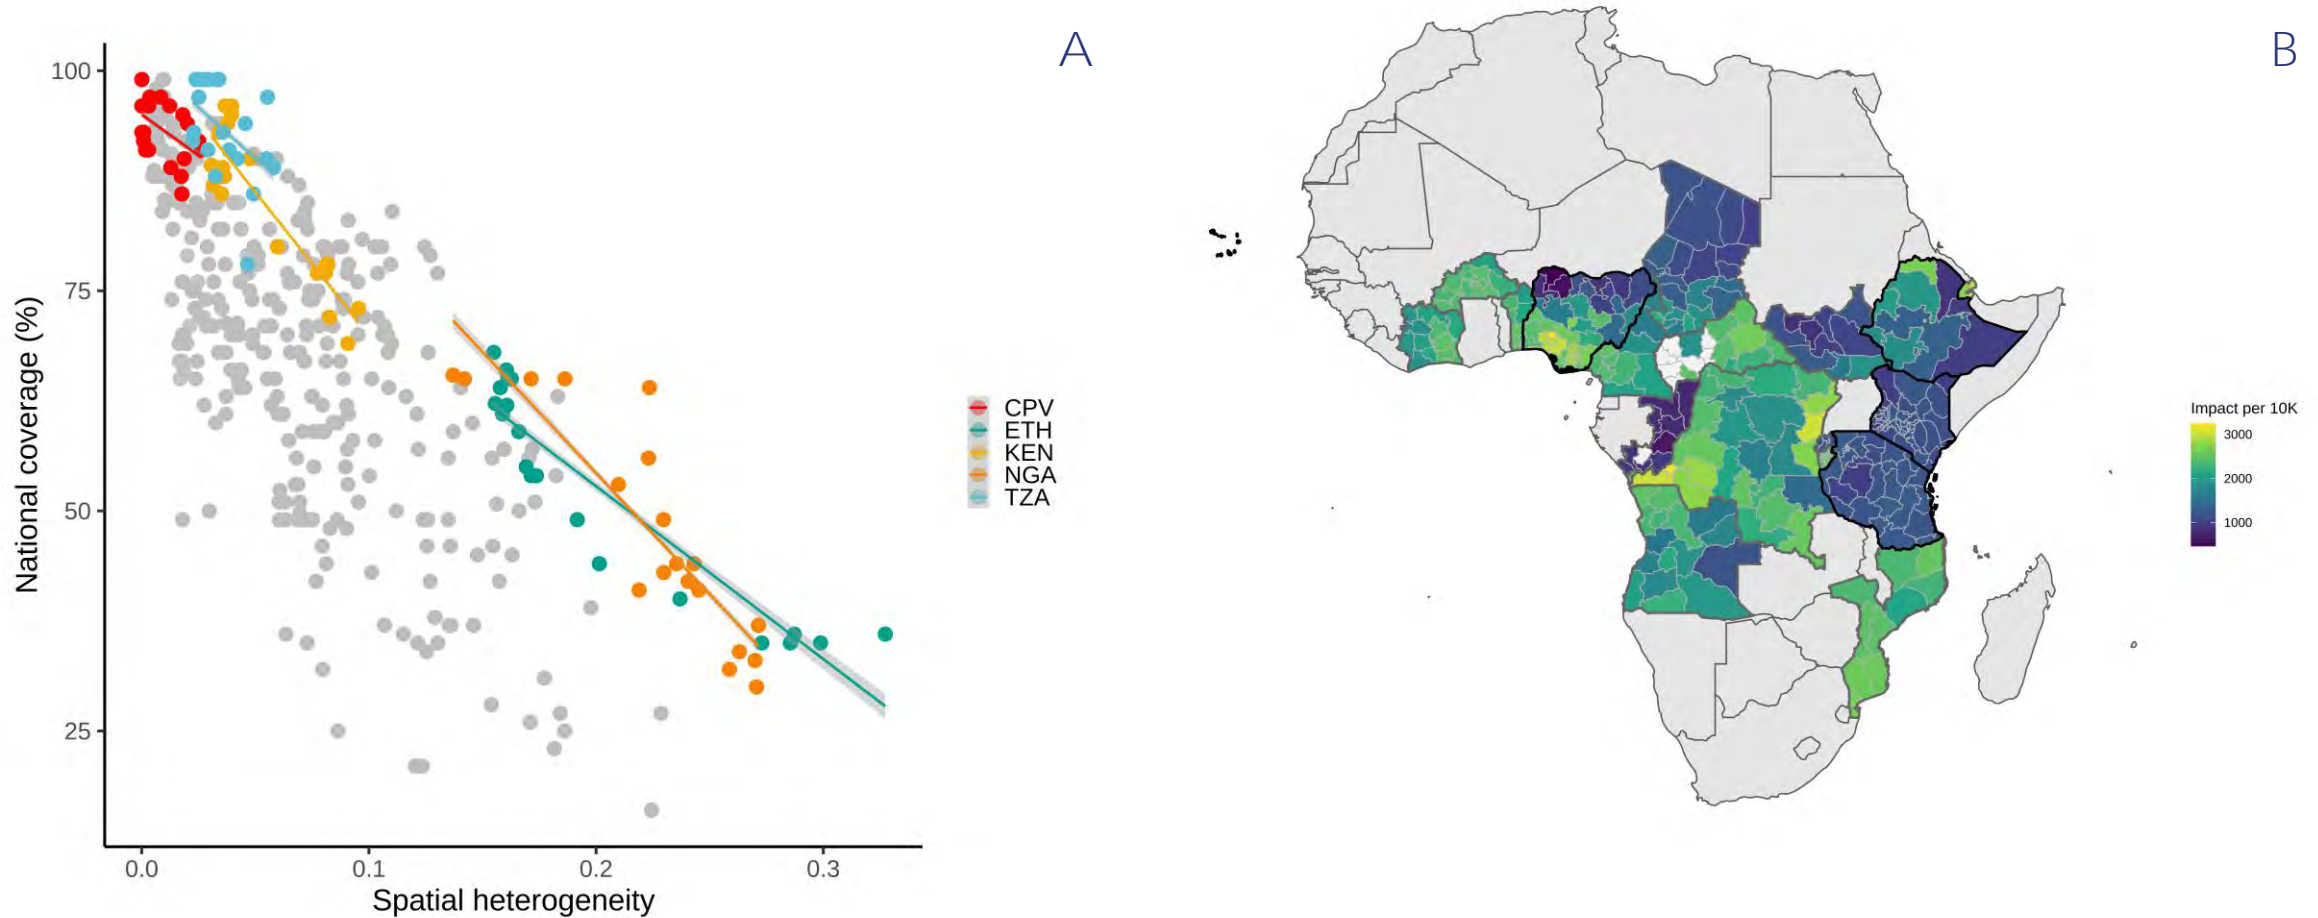 A
B
100
75
50
25
National coverage (%)
0.0
0.1
0.2
0.3
Spatial heterogeneity
CPV
ETH
KEN
NGA
TZA
Impact per 10K
3000
2000
1000